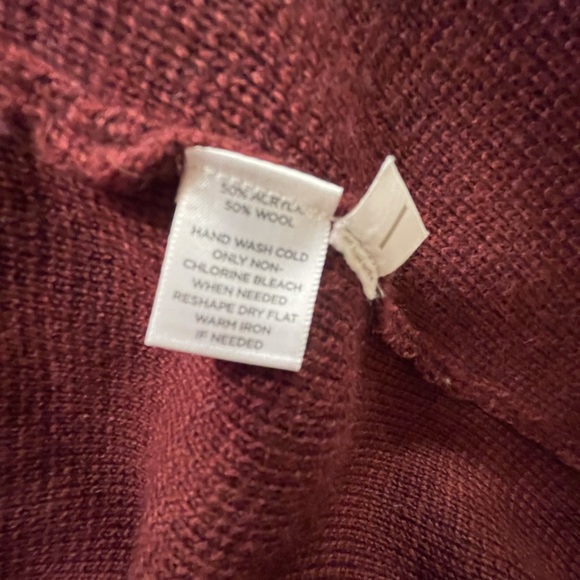 50% ACRYLIC
50% WOOL
HAND WASH COLD
ONLY NON-
CHLORINE BLEACH
WHEN NEEDED
RESHAPE DRY FLAT
WARM IRON
IF NEEDED